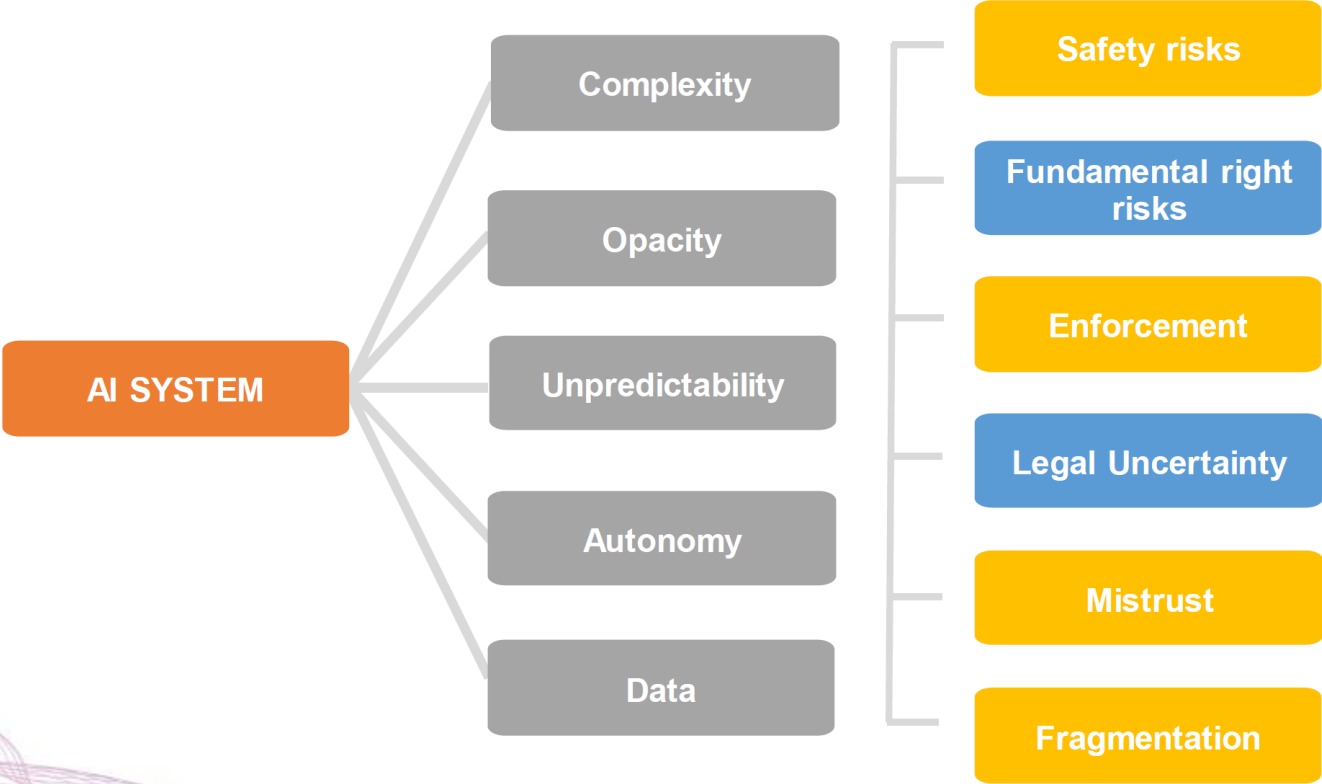 AI SYSTEM
Complexity
Opacity
Unpredictability
Autonomy
Data
Safety risks
Fundamental right
risks
Enforcement
Legal Uncertainty
Mistrust
Fragmentation